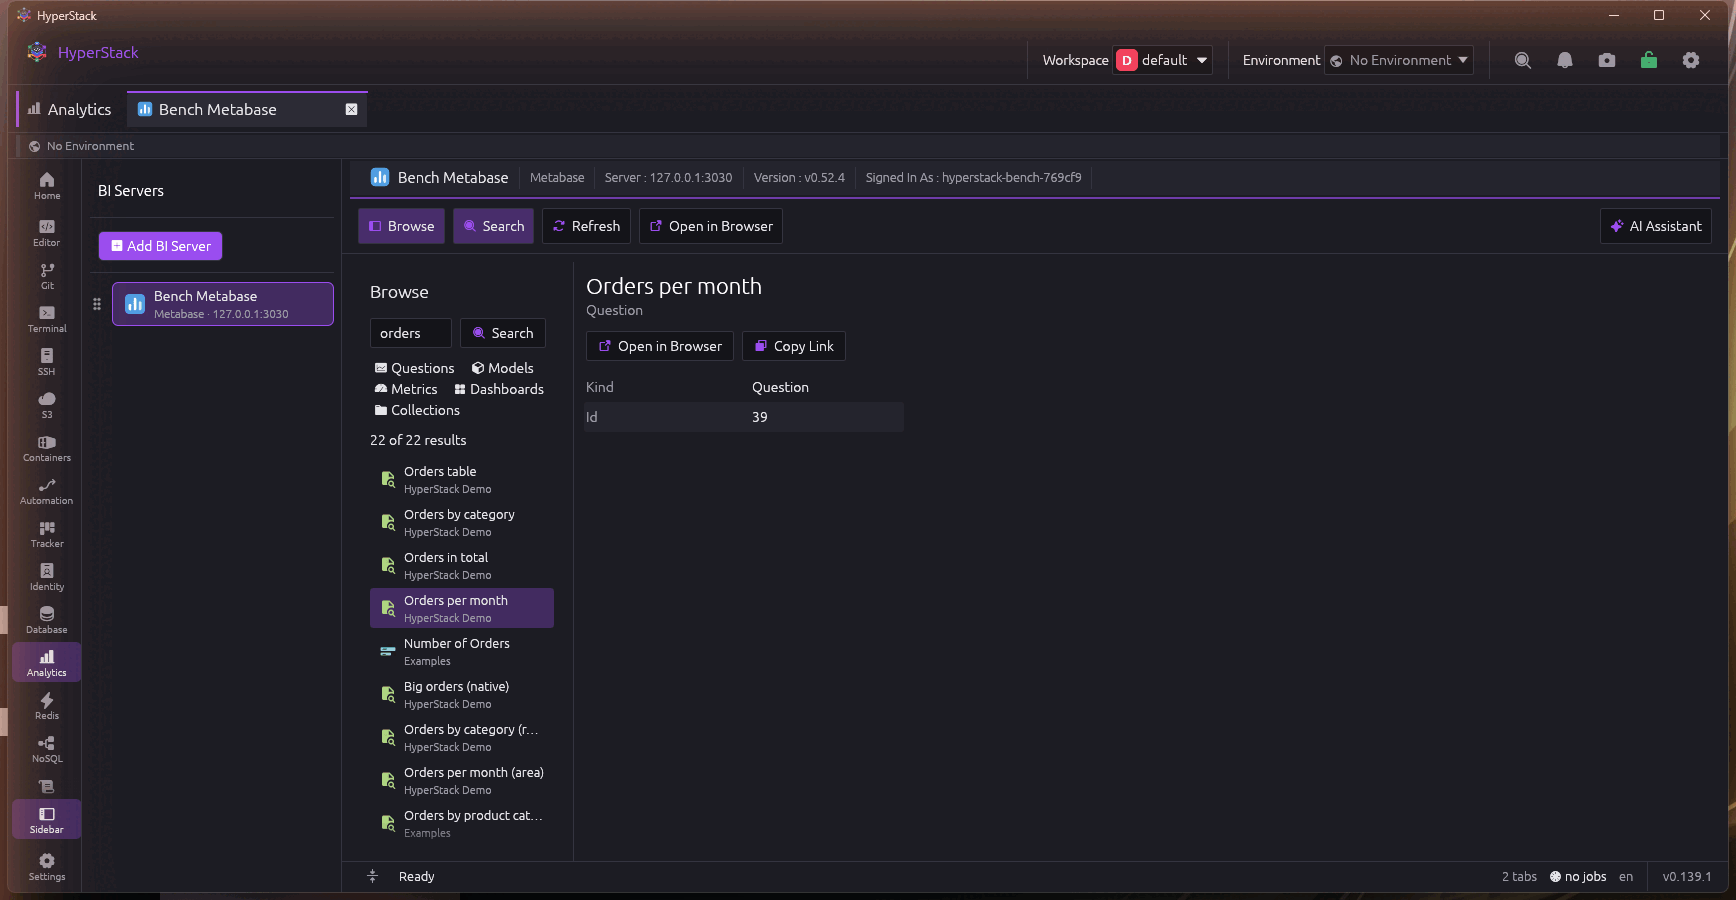 HyperStack
HyperStack
Workspace D default
Environment No Environment
Analytics
Bench Metabase
No Environment
Home
Editor
Git
Terminal
SSH
S3
Containers
Automation
Tracker
Identity
Database
Analytics
Redis
NoSQL
Sidebar
Settings
BI Servers
Add BI Server
Bench Metabase
Metabase · 127.0.0.1:3030
Bench Metabase
Metabase
Server : 127.0.0.1:3030
Version : v0.52.4
Signed In As : hyperstack-bench-769cf9
Browse
Search
Refresh
Open in Browser
AI Assistant
Browse
orders
Search
Questions
Models
Metrics
Dashboards
Collections
22 of 22 results
Orders table
HyperStack Demo
Orders by category
HyperStack Demo
Orders in total
HyperStack Demo
Orders per month
HyperStack Demo
Number of Orders
Examples
Big orders (native)
HyperStack Demo
Orders by category (r...
HyperStack Demo
Orders per month (area)
HyperStack Demo
Orders by product cat...
Examples
Orders per month
Question
Open in Browser
Copy Link
Kind Question
Id 39
Ready
2 tabs
no jobs
en
v0.139.1